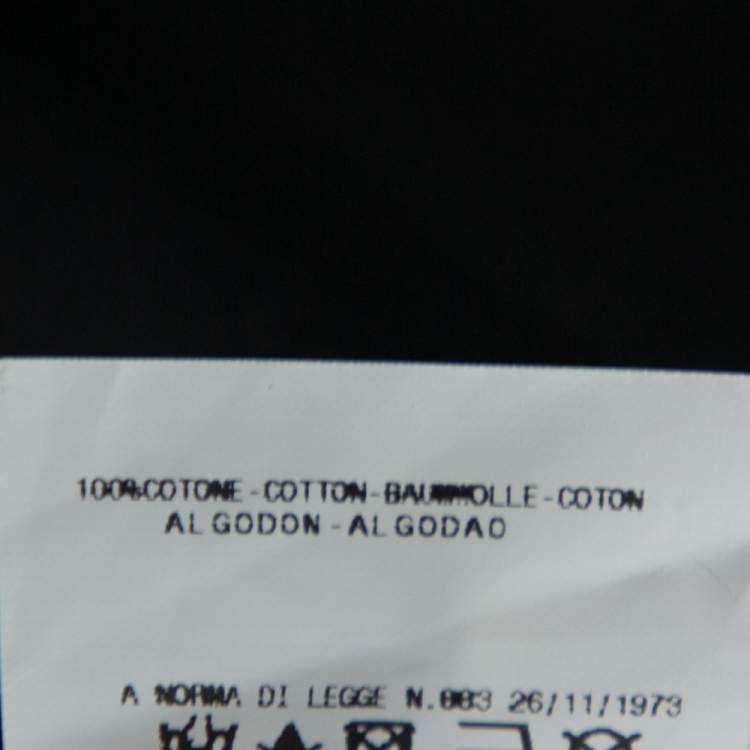 100%COTONE-COTTON-BAUMWOLLE-COTON
ALGODON-ALGODAO
A NORMA DI LEGGE N.883 26/11/1973